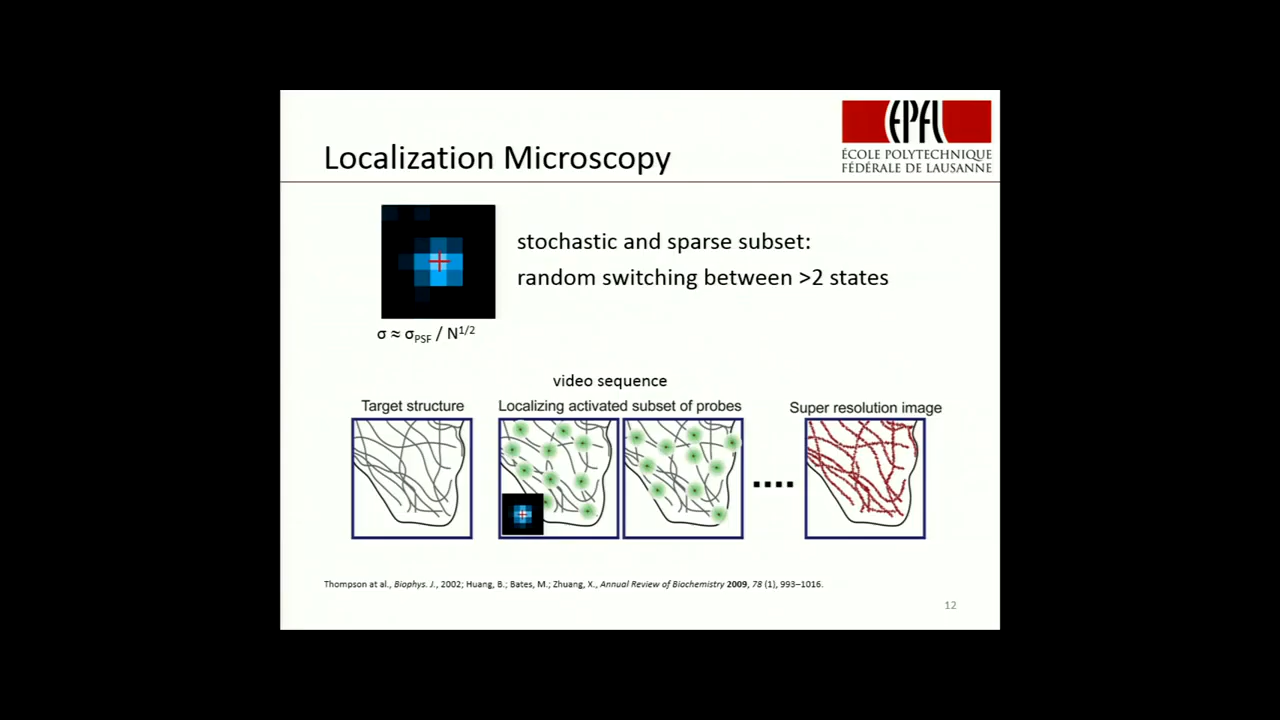 EPFL
ÉCOLE POLYTECHNIQUE
FÉDÉRALE DE LAUSANNE
Localization Microscopy
stochastic and sparse subset:
random switching between >2 states
σ ≈ σPSF / N1/2
video sequence
Target structure
Localizing activated subset of probes
Super resolution image
Thompson at al., Biophys. J., 2002; Huang, B.; Bates, M.; Zhuang, X., Annual Review of Biochemistry 2009, 78 (1), 993–1016.
12